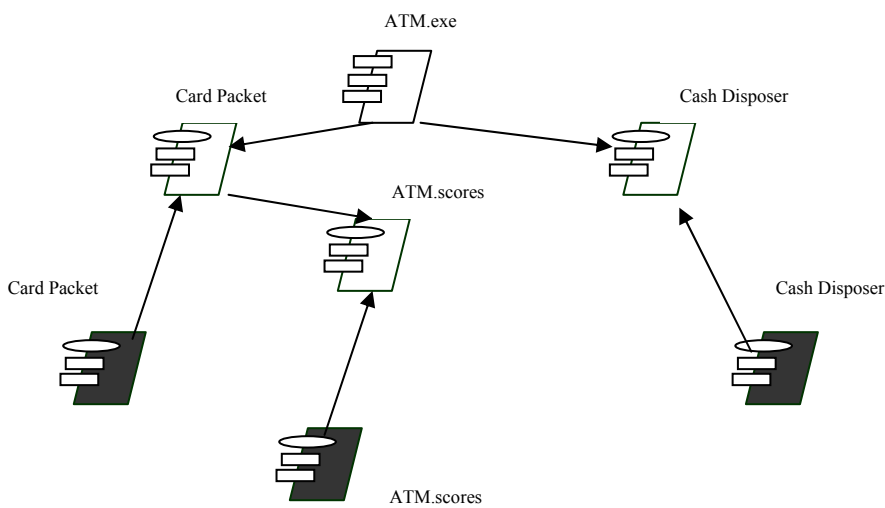 ATM.exe
Card Packet
Cash Disposer
ATM.scores
Card Packet
Cash Disposer
ATM.scores